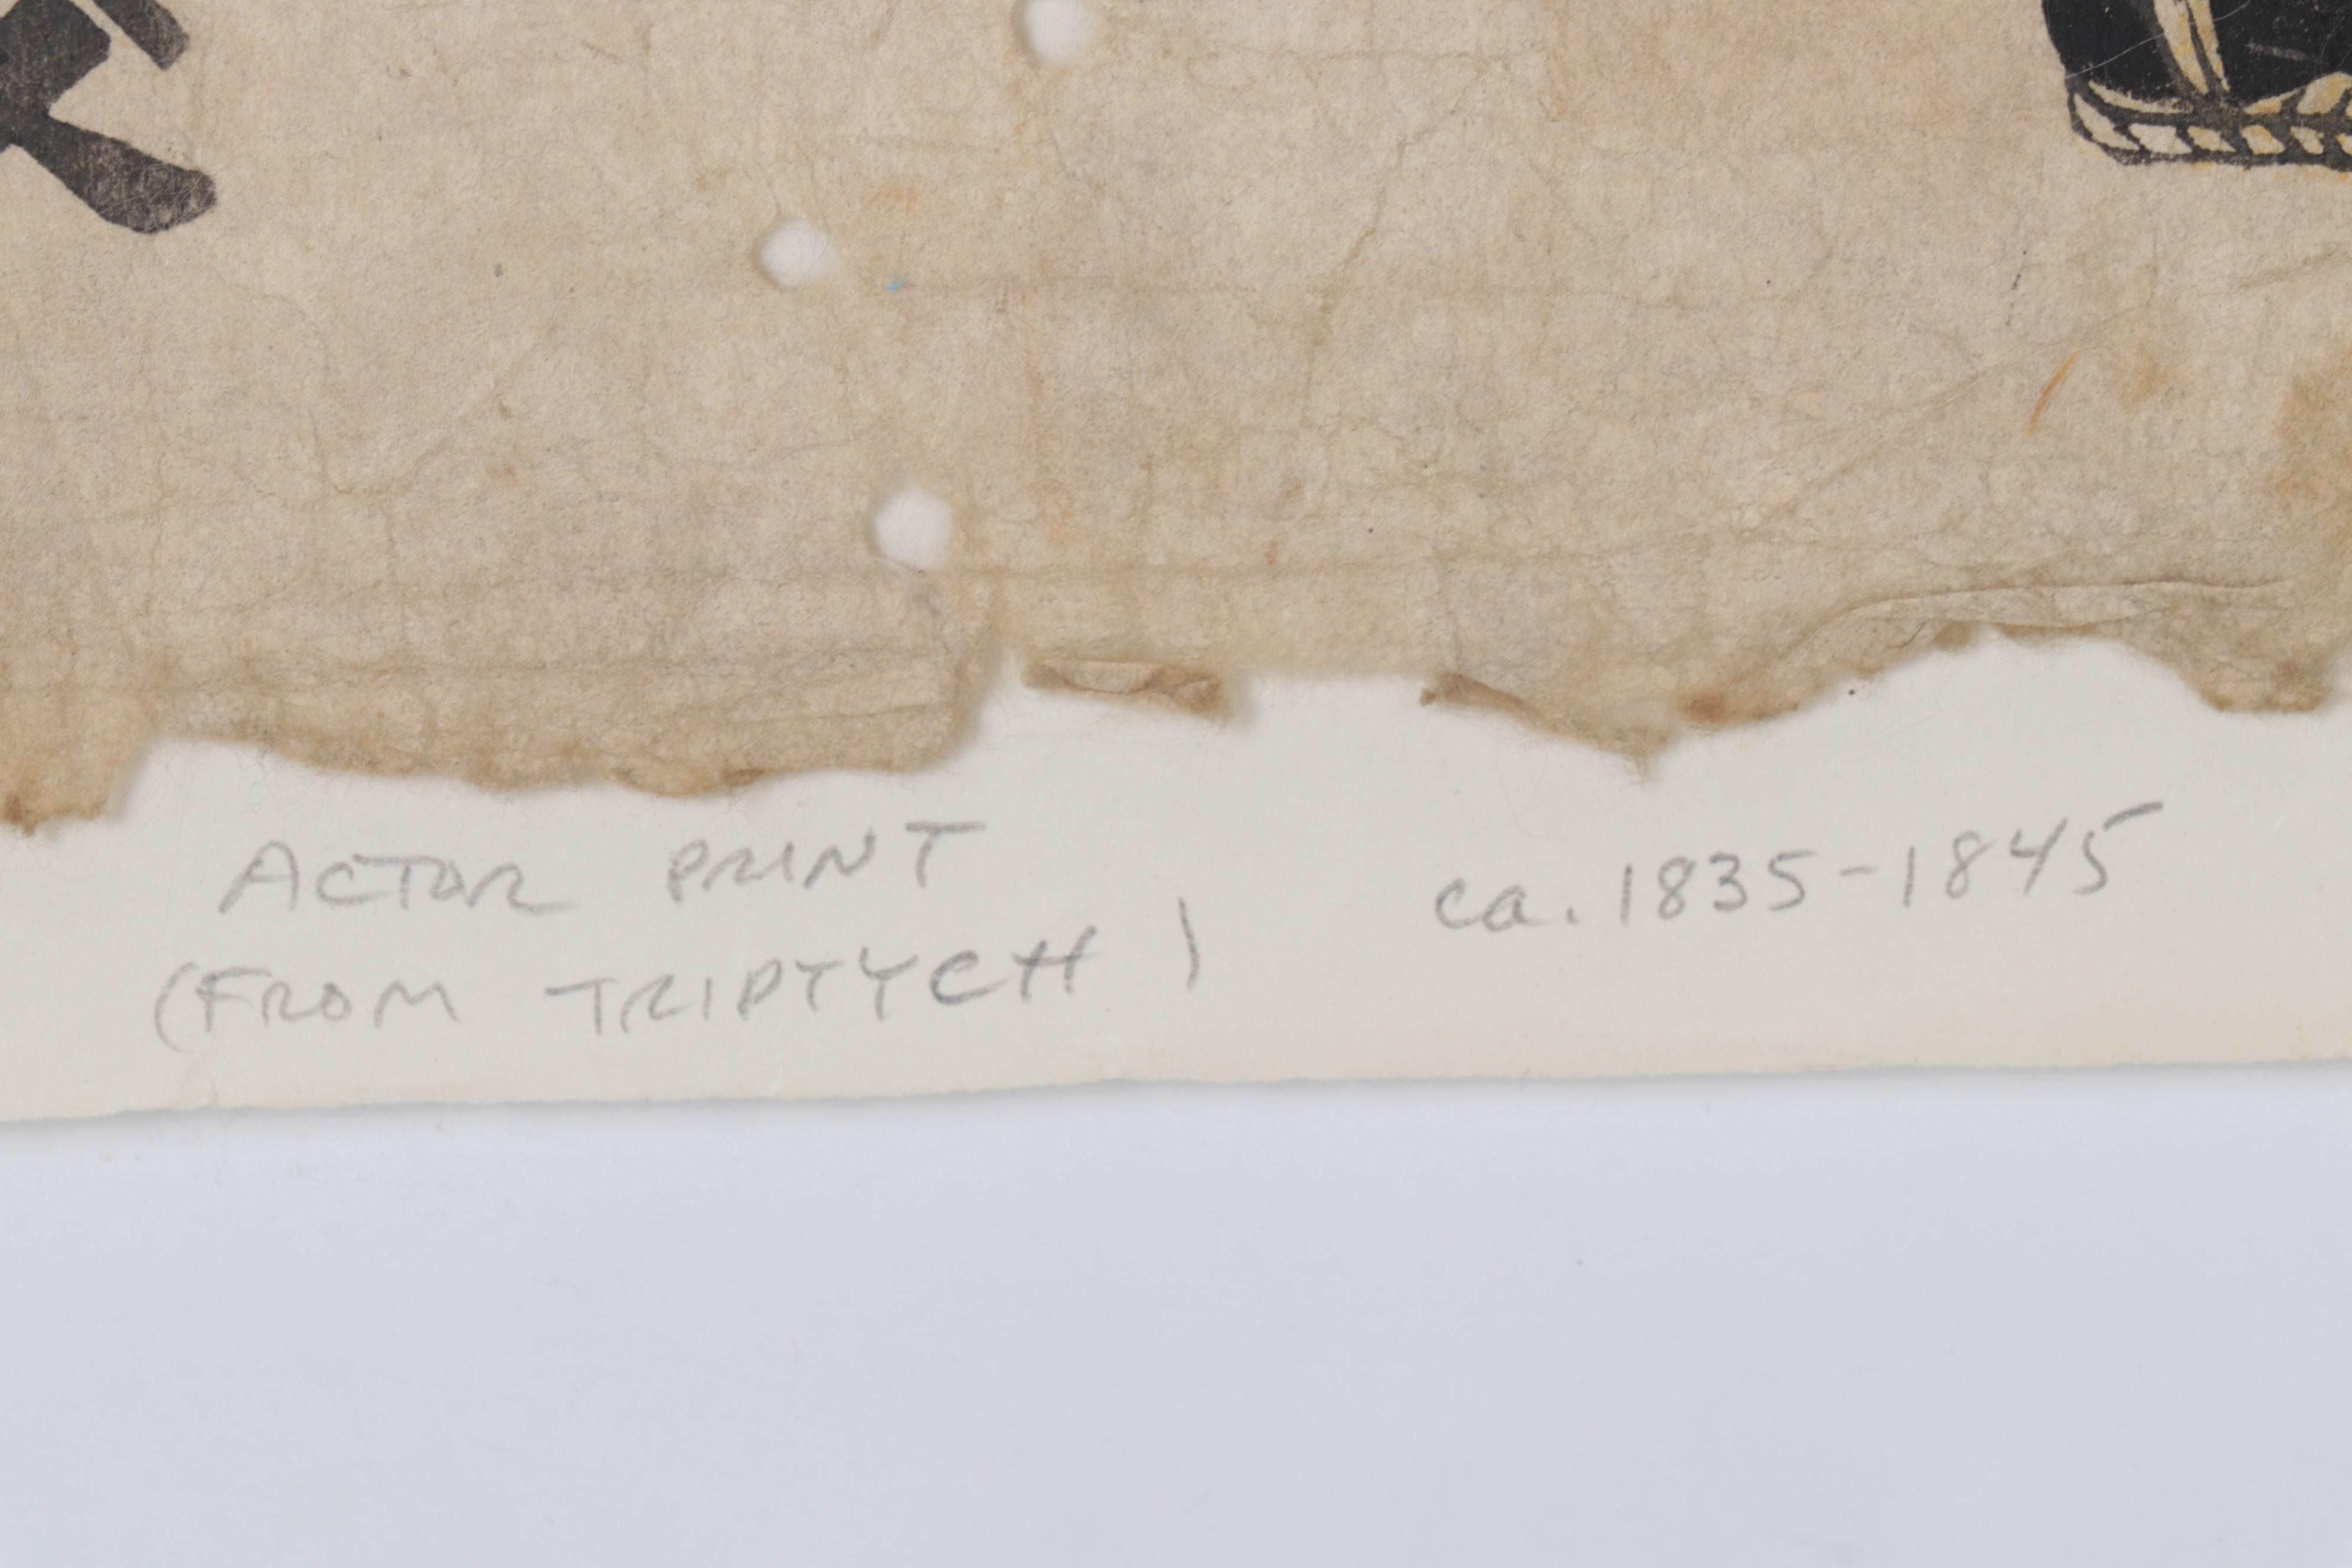 ACTOR PRINT
(FROM TRIPTYCH)
ca. 1835-1845